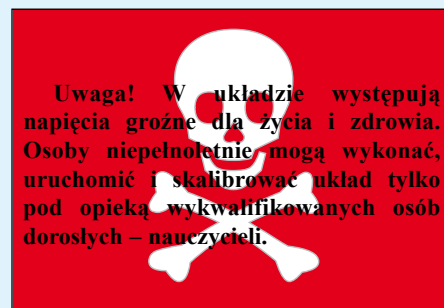 Uwaga! W układzie występują
napięcia groźne dla życia i zdrowia.
Osoby niepełnoletnie mogą wykonać,
uruchomić i skalibrować układ tylko
pod opieką wykwalifikowanych osób
dorosłych – nauczycieli.